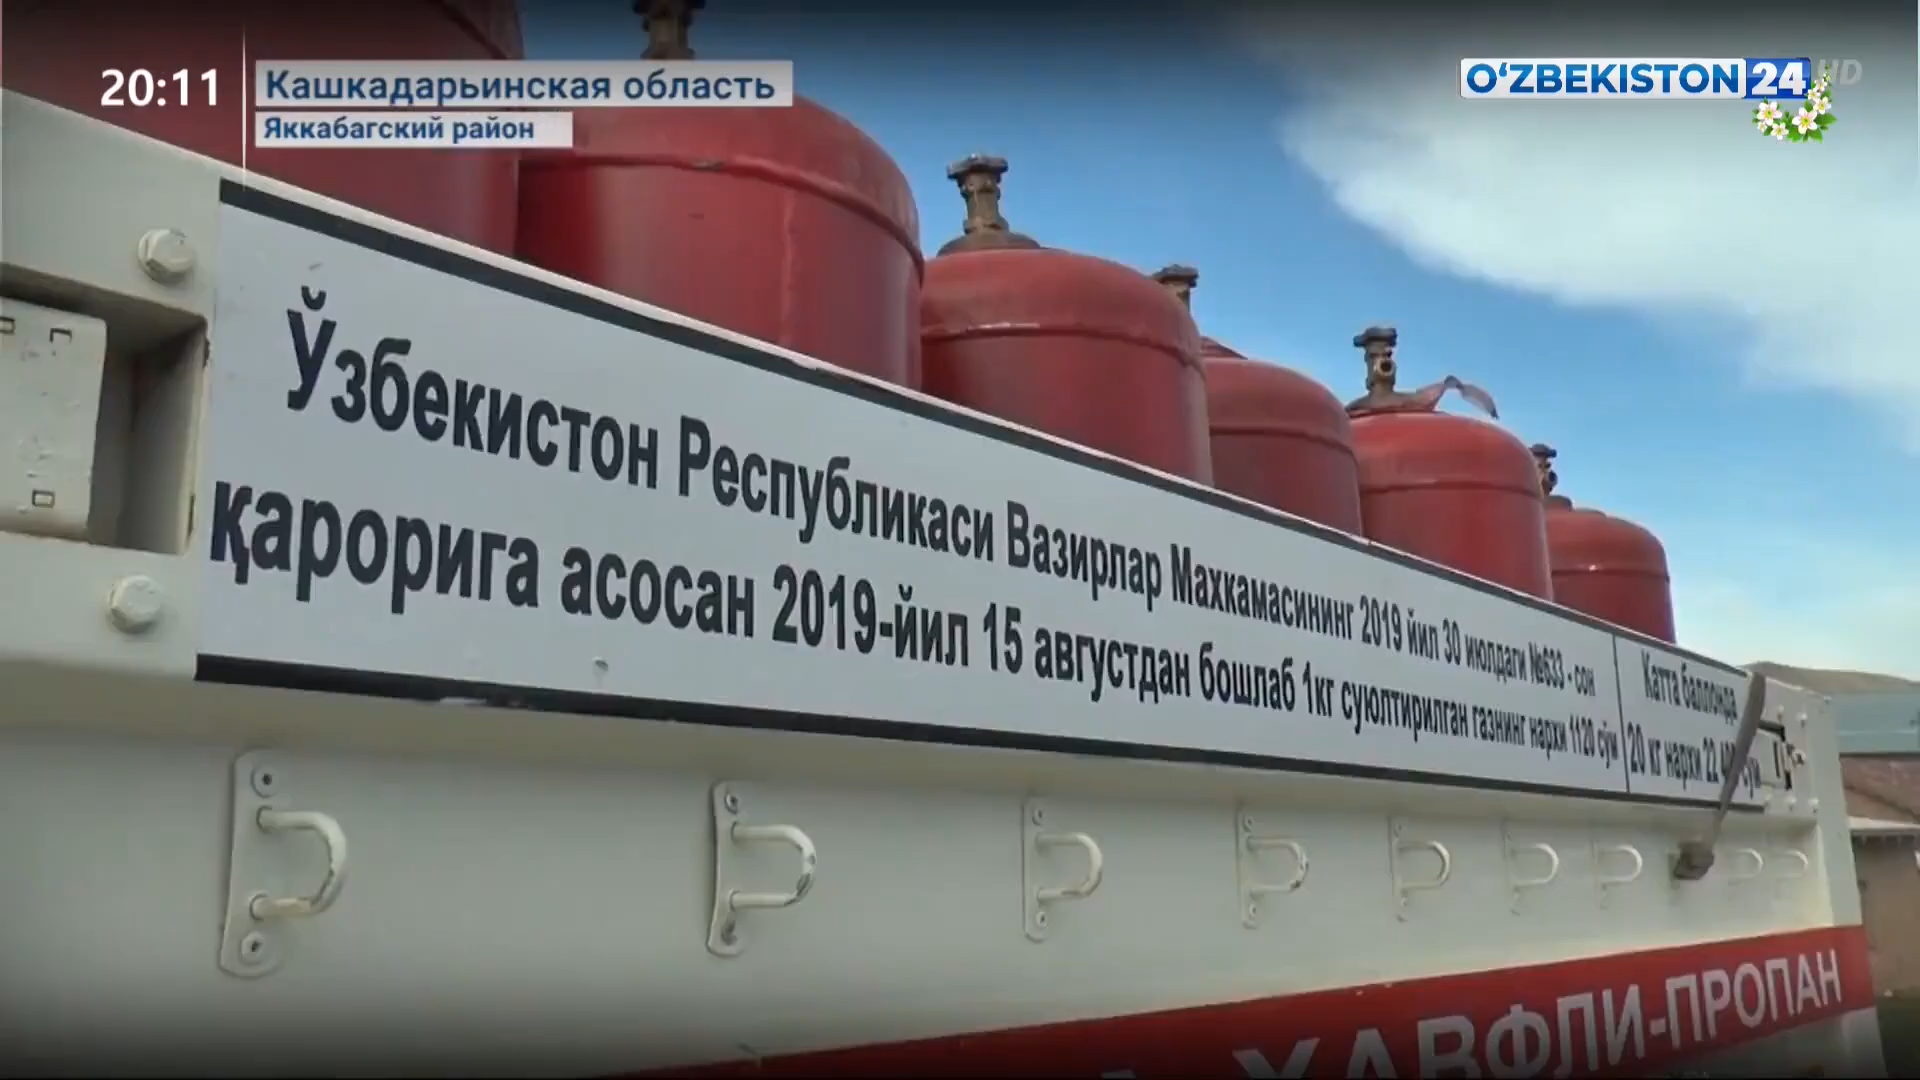 20:11
Кашкадарьинская область
Яккабагский район
O‘ZBEKISTON 24 HD
Ўзбекистон Республикаси Вазирлар Махкамасининг 2019 йил 30 июлдаги №633 - сон
қарорига асосан 2019-йил 15 августдан бошлаб 1кг суюлтирилган газнинг нархи 1120 сўм
Катта баллонда
20 кг нархи 22
ХАВФЛИ-ПРОПАН